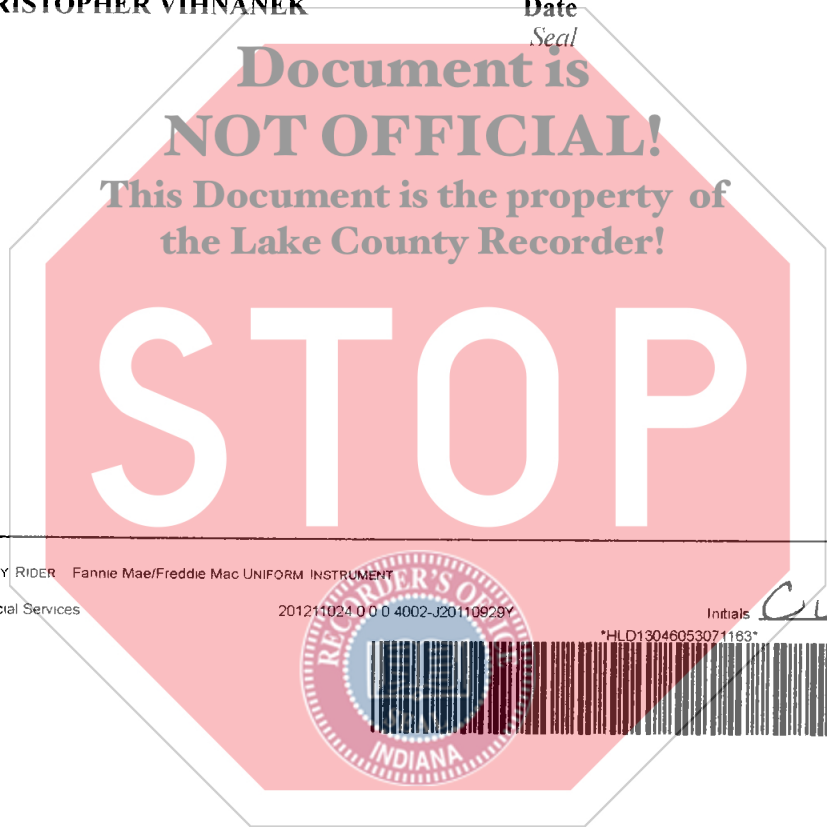 RISTOPHER VIHNANEK Date
Seal
Document is
NOT OFFICIAL!
This Document is the property of
the Lake County Recorder!
STOP
Y RIDER Fannie Mae/Freddie Mac UNIFORM INSTRUMENT
cial Services 201211024 0 0 0 4002-J20110929Y Initials
*HLD13046053071163*
RECORDER'S OFFICE
SEAL
INDIANA